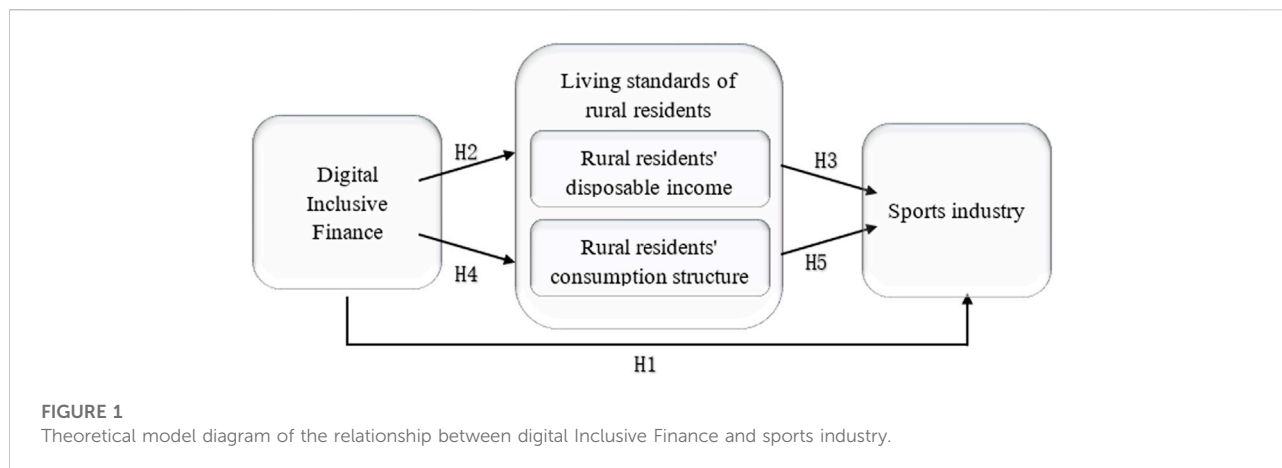 Living standards of
rural residents
Digital
Inclusive
Finance
H2
H4
Rural residents'
disposable income
Rural residents'
consumption structure
H3
H5
Sports industry
H1
FIGURE 1
Theoretical model diagram of the relationship between digital Inclusive Finance and sports industry.